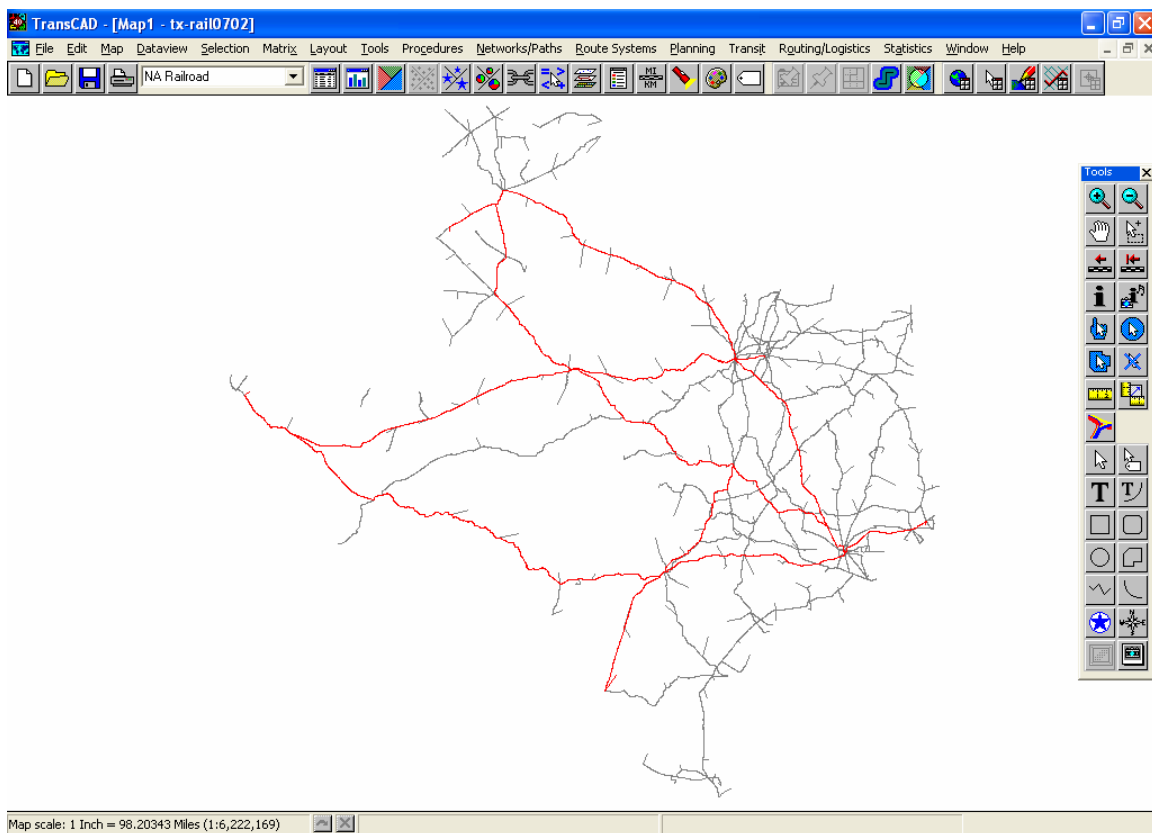 TransCAD - [Map1 - tx-rail0702]
File Edit Map Dataview Selection Matrix Layout Tools Procedures Networks/Paths Route Systems Planning Transit Routing/Logistics Statistics Window Help
NA Railroad
MI
KM
Tools
T T
N
Map scale: 1 Inch = 98.20343 Miles (1:6,222,169)